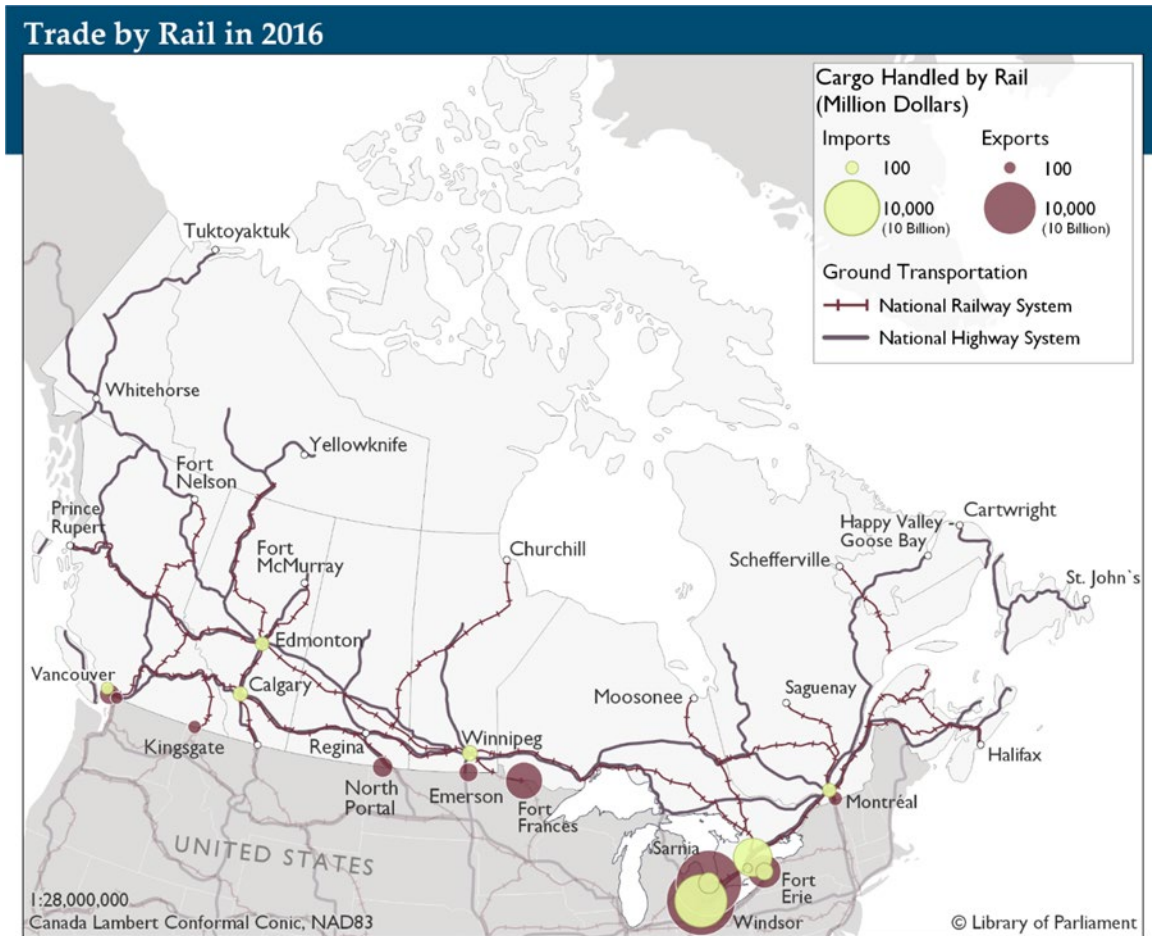 Trade by Rail in 2016
Cargo Handled by Rail
(Million Dollars)
Imports
Exports
100
100
10,000
(10 Billion)
10,000
(10 Billion)
Ground Transportation
National Railway System
National Highway System
Tuktoyaktuk
Whitehorse
Yellowknife
Fort
Nelson
Prince
Rupert
Fort
McMurray
Churchill
Cartwright
Happy Valley -
Goose Bay
Schefferville
St. John`s
Edmonton
Vancouver
Calgary
Moosonee
Saguenay
Kingsgate
Regina
Winnipeg
Halifax
North
Portal
Emerson
Fort
Frances
Montréal
UNITED STATES
Sarnia
Fort
Erie
Windsor
1:28,000,000
Canada Lambert Conformal Conic, NAD83
© Library of Parliament